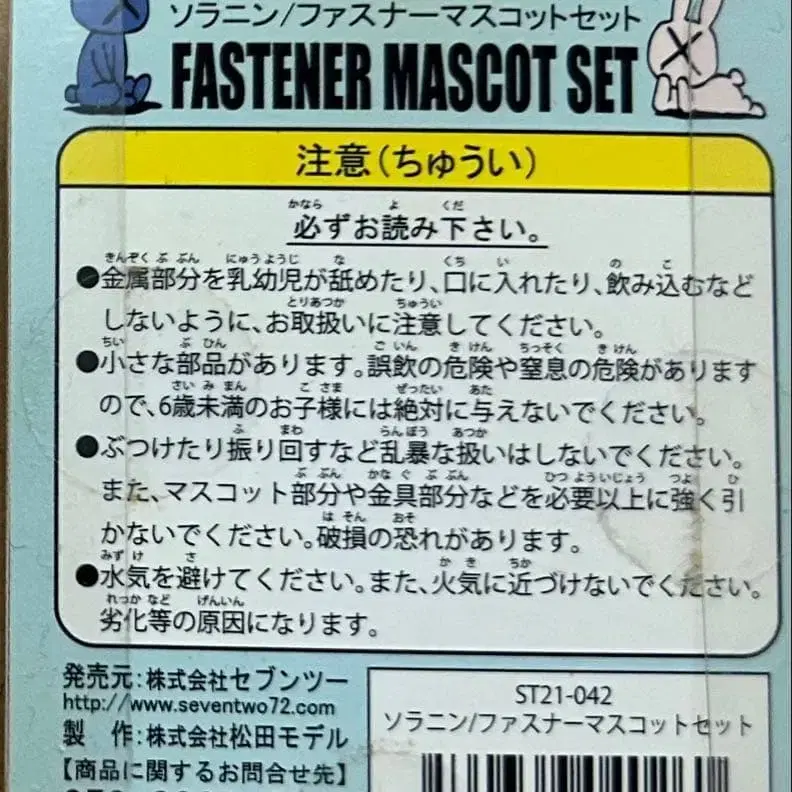 ソラニン/ファスナーマスコットセット
FASTENER MASCOT SET
注意(ちゅうい)
必ずお読み下さい。
●金属部分を乳幼児が舐めたり、口に入れたり、飲み込むなど
しないように、お取扱いに注意してください。
●小さな部品があります。誤飲の危険や窒息の危険があります
ので、6歳未満のお子様には絶対に与えないでください。
●ぶつけたり振り回すなど乱暴な扱いはしないでください。
また、マスコット部分や金具部分などを必要以上に強く引
かないでください。破損の恐れがあります。
●水気を避けてください。また、火気に近づけないでください。
劣化等の原因になります。
発売元:株式会社セブンツー
http://www.seventwo72.com
製 作:株式会社松田モデル
【商品に関するお問合せ先】
ST21-042
ソラニン/ファスナーマスコットセット